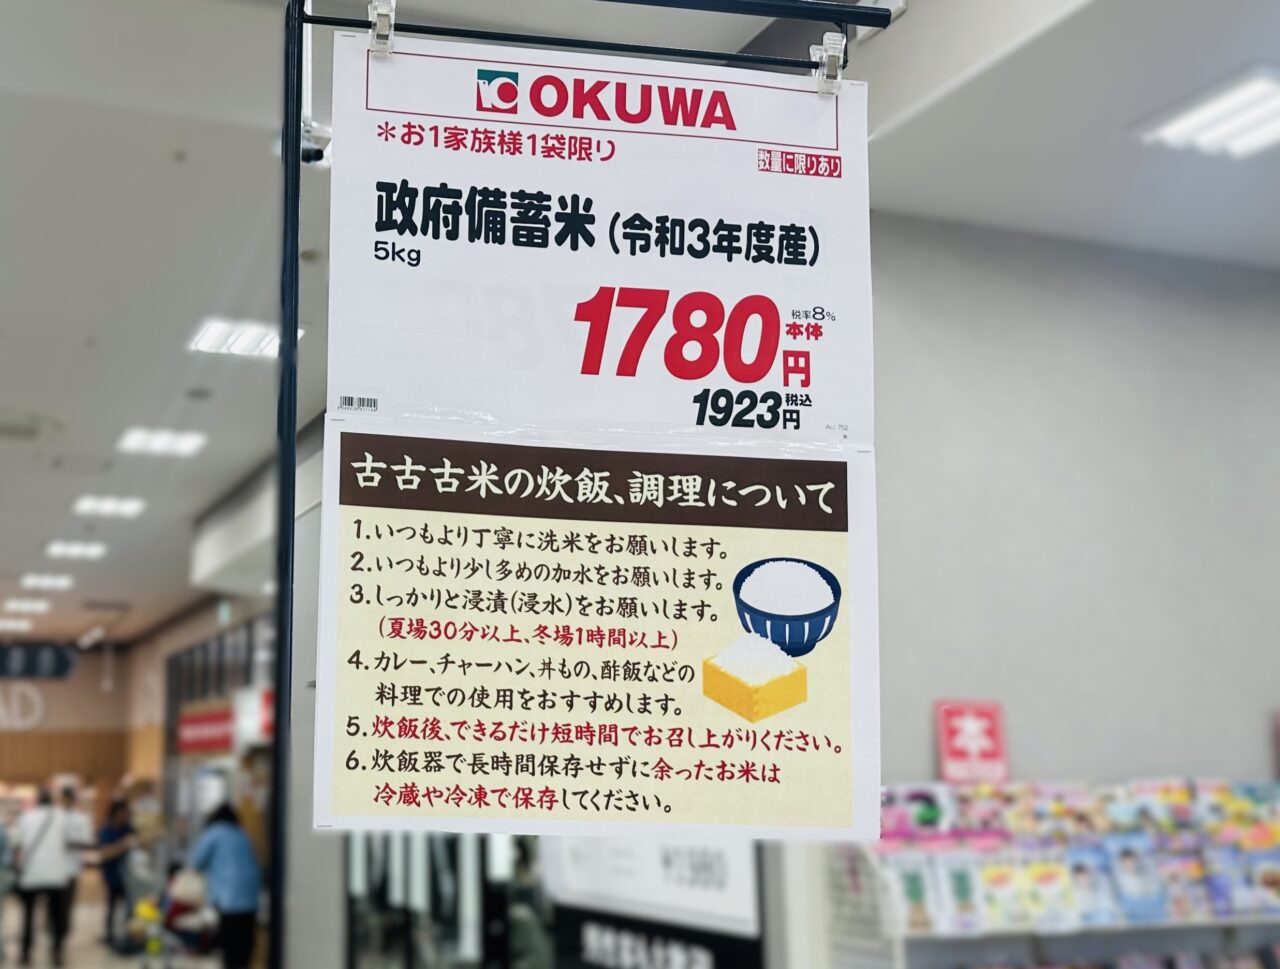 OKUWA
＊お1家族様1袋限り
数量に限りあり
政府備蓄米（令和3年度産）
5kg
税率8%
1780本体円
1923税込円
ALJ 752
古古古米の炊飯、調理について
1.いつもより丁寧に洗米をお願いします。
2.いつもより少し多めの加水をお願いします。
3.しっかりと浸漬(浸水)をお願いします。
(夏場30分以上、冬場1時間以上)
4.カレー、チャーハン、丼もの、酢飯などの
料理での使用をおすすめします。
5.炊飯後、できるだけ短時間でお召し上がりください。
6.炊飯器で長時間保存せずに余ったお米は
冷蔵や冷凍で保存してください。
本
AD